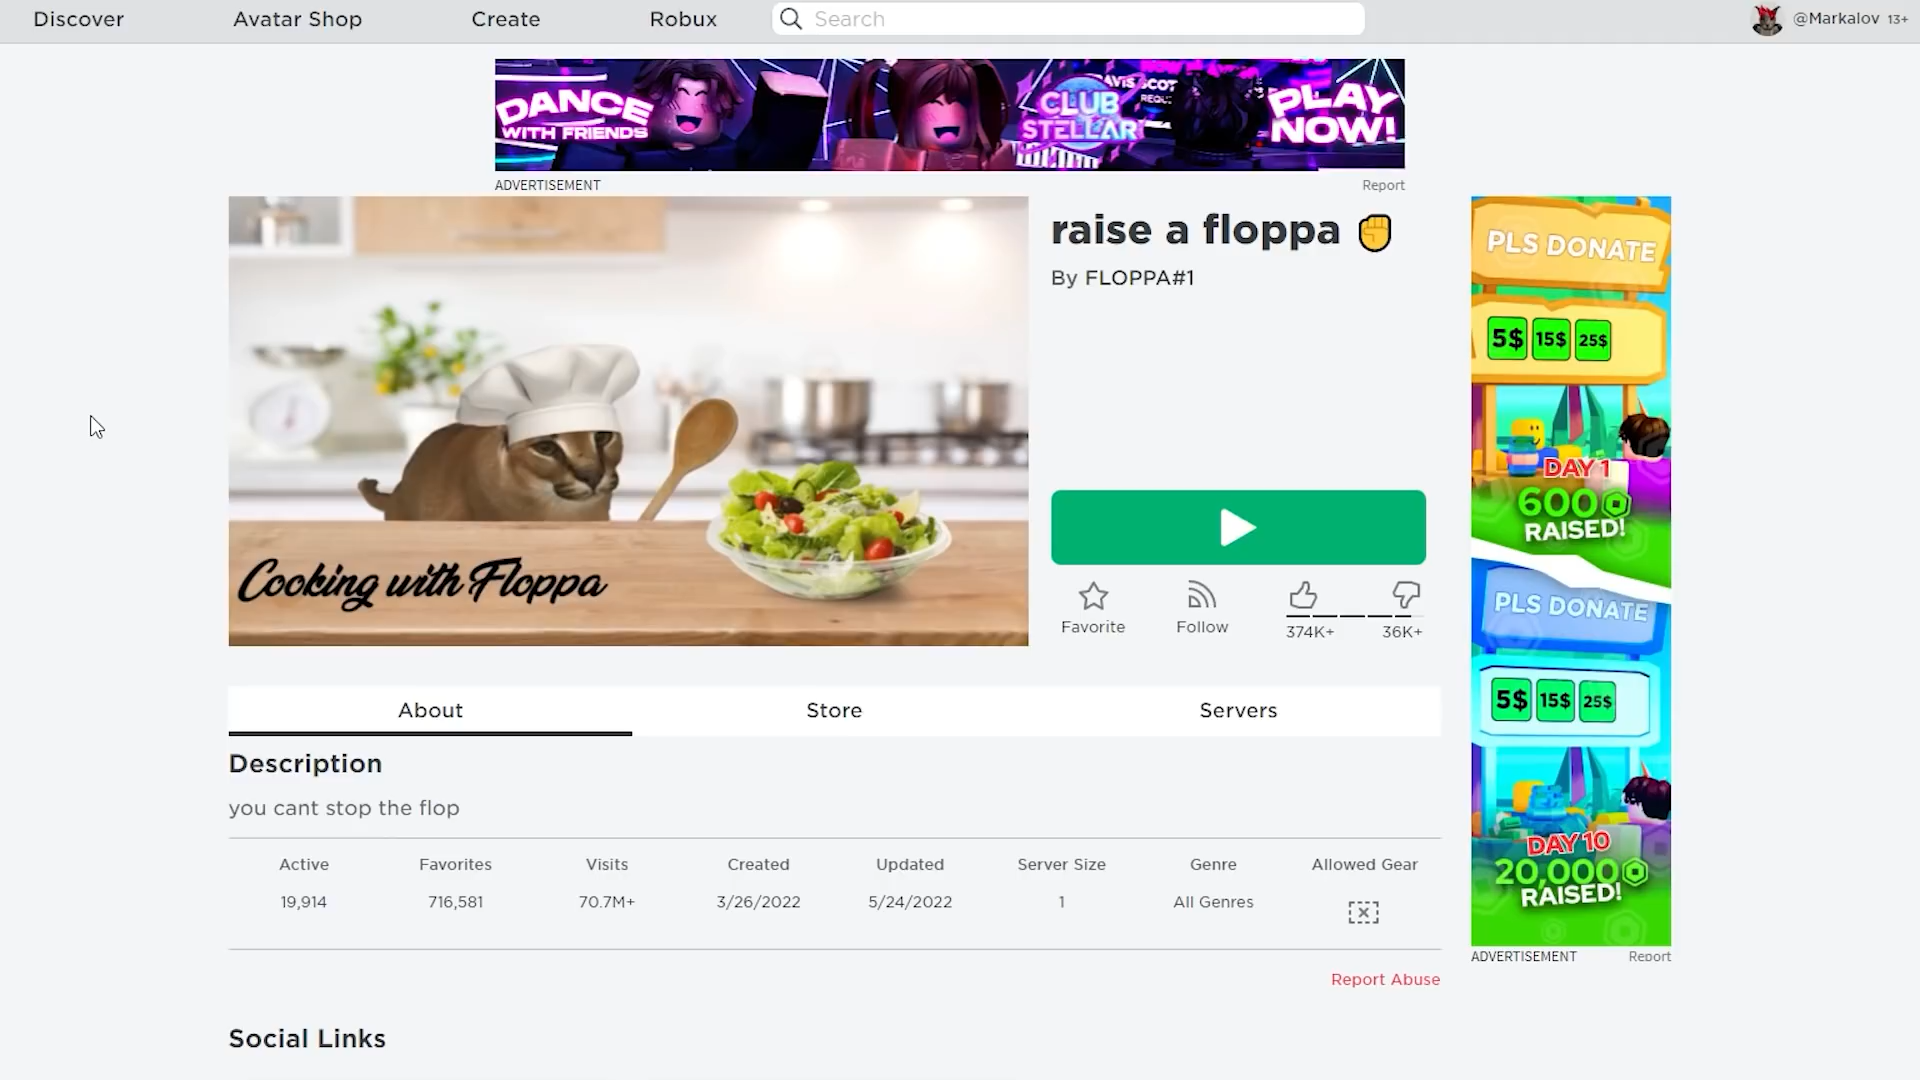 Discover
Avatar Shop
Create
Robux
Search
@Markalov 13+
DANCE
WITH FRIENDS
CLUB
STELLAR
PLAY
NOW!
ADVERTISEMENT
Report
Cooking with Floppa
raise a floppa ✊
By FLOPPA#1
Favorite
Follow
374K+
36K+
PLS DONATE
5$ 15$ 25$
DAY 1
600
RAISED!
PLS DONATE
5$ 15$ 25$
DAY 10
20,000
RAISED!
ADVERTISEMENT
Report
About
Store
Servers
Description
you cant stop the flop
Active
Favorites
Visits
Created
Updated
Server Size
Genre
Allowed Gear
19,914
716,581
70.7M+
3/26/2022
5/24/2022
1
All Genres
Report Abuse
Social Links